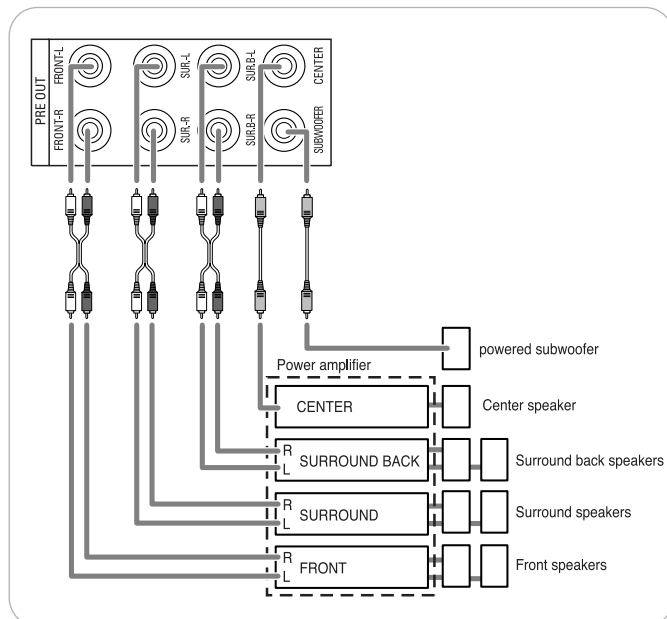 PRE OUT
FRONT-L
SUR.-L
SUR.B-L
CENTER
FRONT-R
SUR.-R
SUR.B-R
SUBWOOFER
powered subwoofer
Power amplifier
CENTER
Center speaker
R
L
SURROUND BACK
Surround back speakers
R
L
SURROUND
Surround speakers
R
L
FRONT
Front speakers